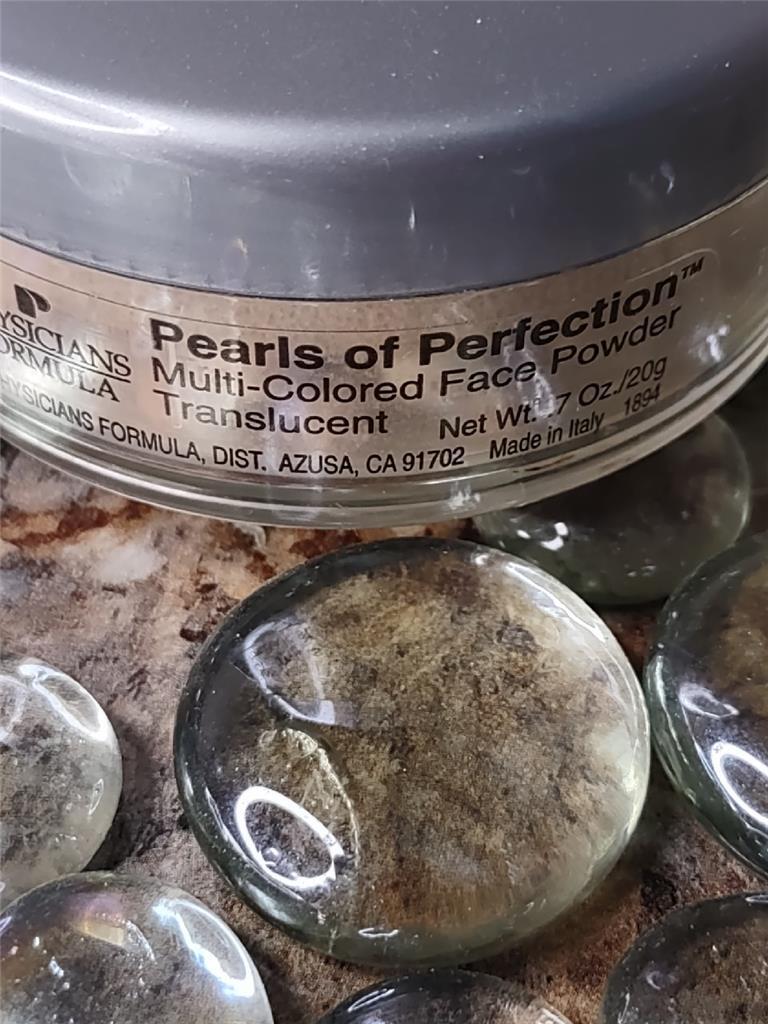 YSICIANS
ORMULA
Pearls of Perfection™
Multi-Colored Face Powder
Translucent Net Wt. .7 Oz./20g
HYSICIANS FORMULA, DIST. AZUSA, CA 91702 Made in Italy 1894